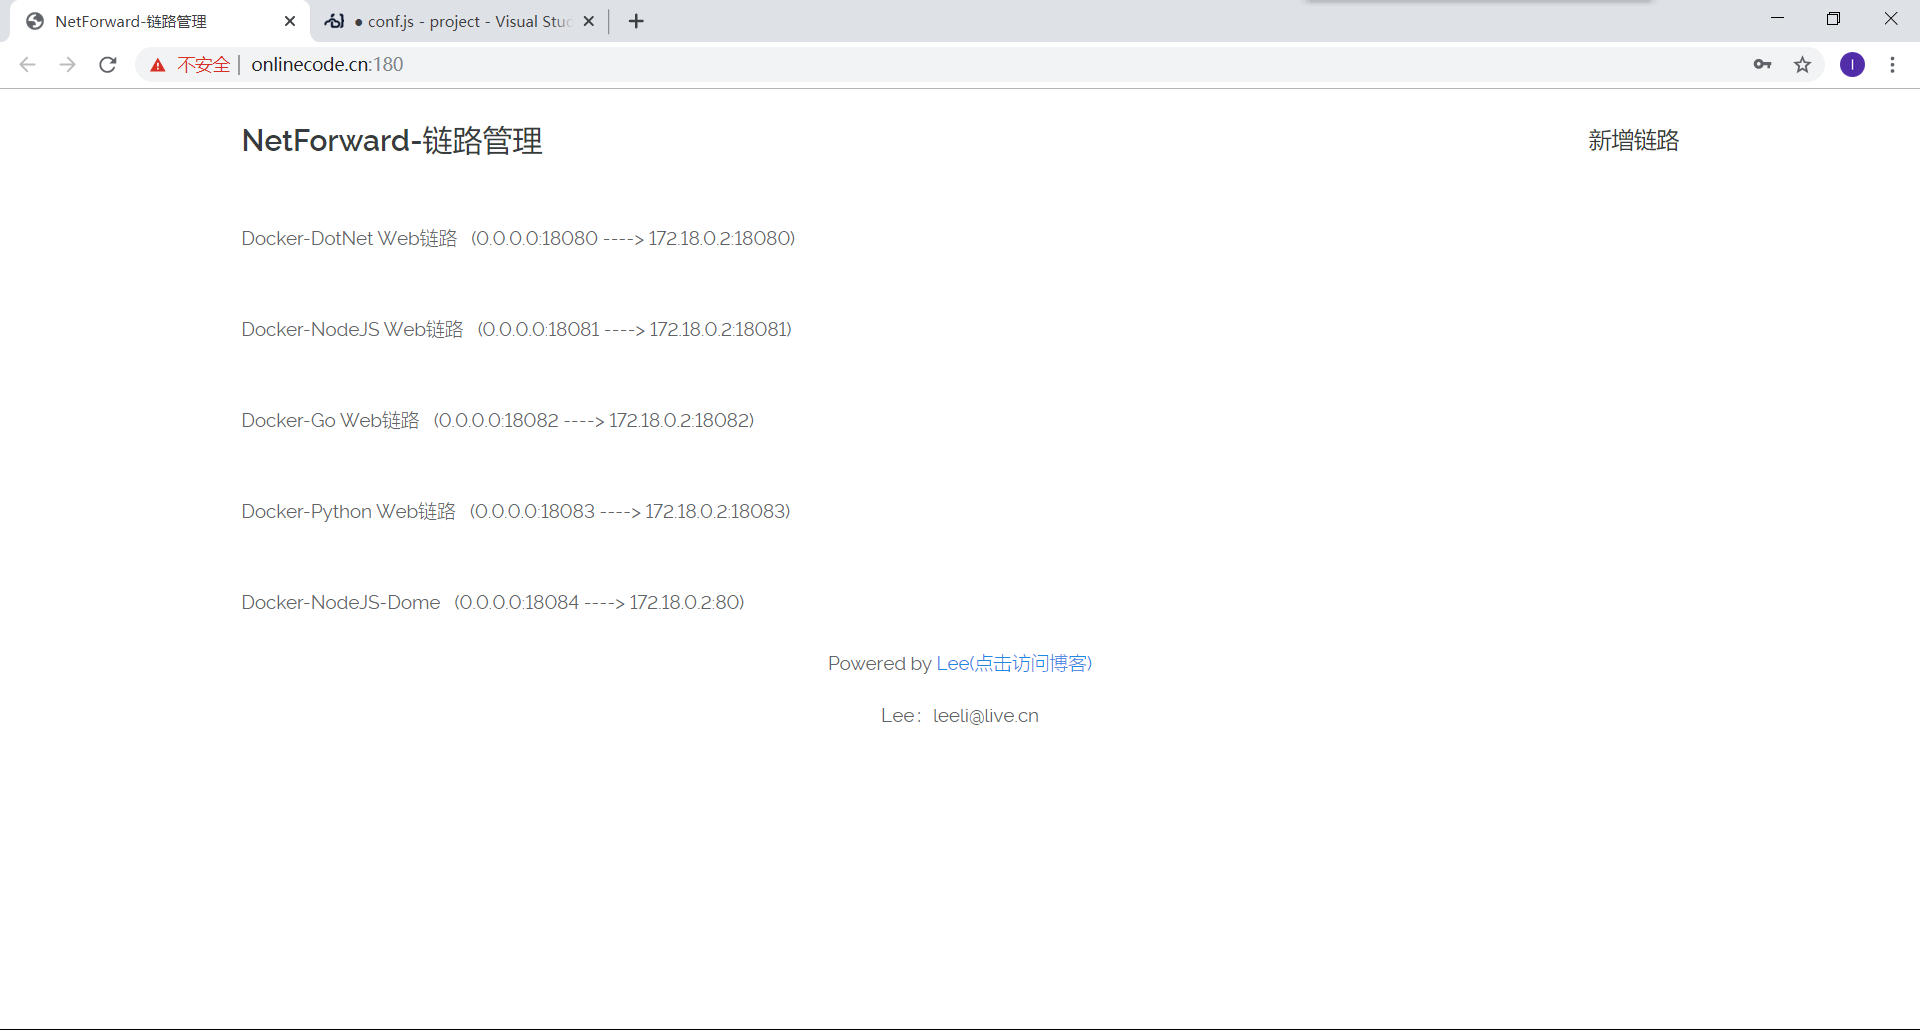 NetForward-链路管理
● conf.js - project - Visual Stu
不安全 | onlinecode.cn:180
I
NetForward-链路管理
新增链路
Docker-DotNet Web链路 (0.0.0.0:18080 ----> 172.18.0.2:18080)
Docker-NodeJS Web链路 (0.0.0.0:18081 ----> 172.18.0.2:18081)
Docker-Go Web链路 (0.0.0.0:18082 ----> 172.18.0.2:18082)
Docker-Python Web链路 (0.0.0.0:18083 ----> 172.18.0.2:18083)
Docker-NodeJS-Dome (0.0.0.0:18084 ----> 172.18.0.2:80)
Powered by Lee(点击访问博客)
Lee：leeli@live.cn